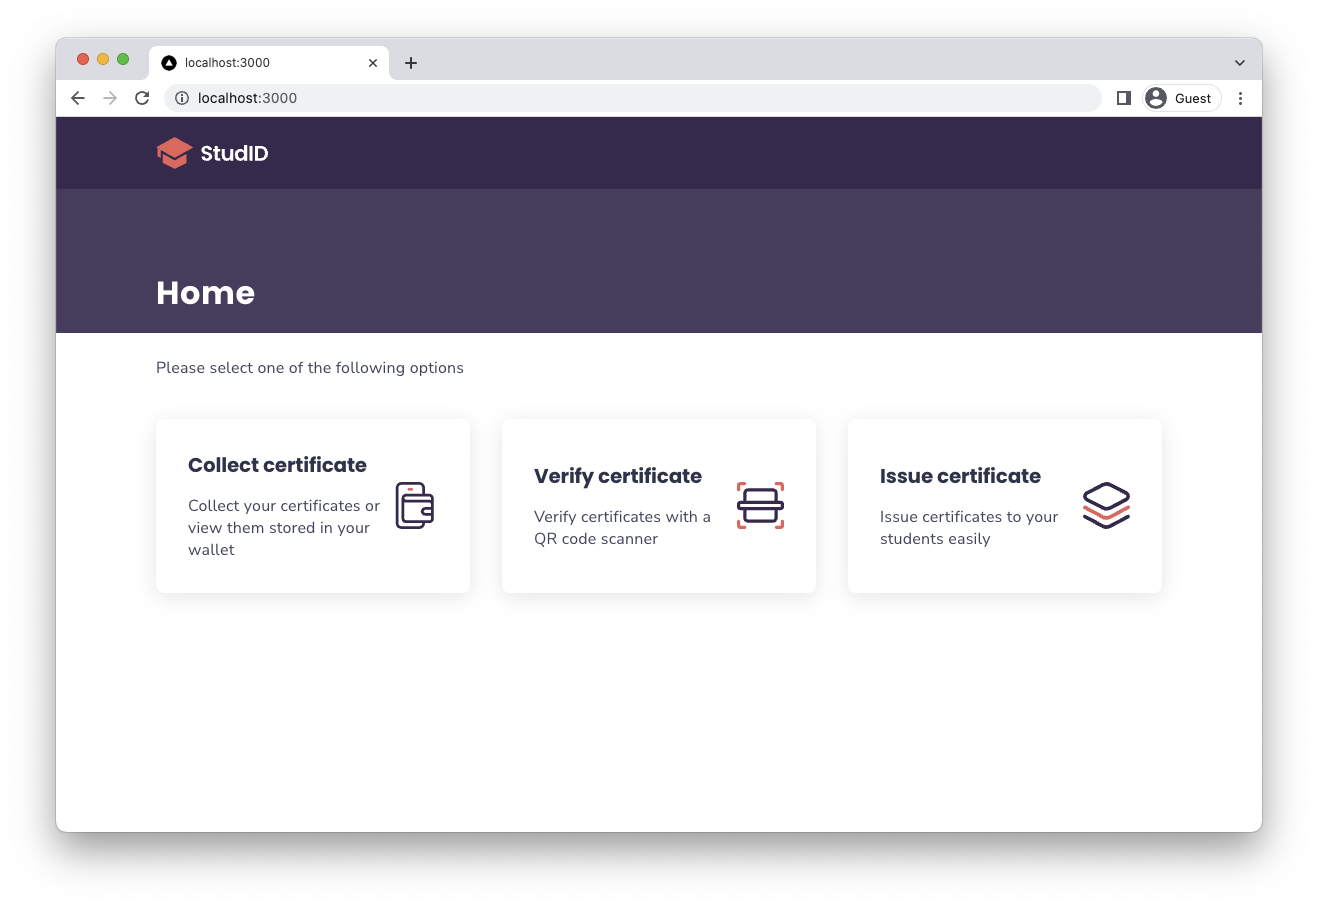 localhost:3000
localhost:3000
Guest
StudID
Home
Please select one of the following options
Collect certificate
Collect your certificates or
view them stored in your
wallet
Verify certificate
Verify certificates with a
QR code scanner
Issue certificate
Issue certificates to your
students easily